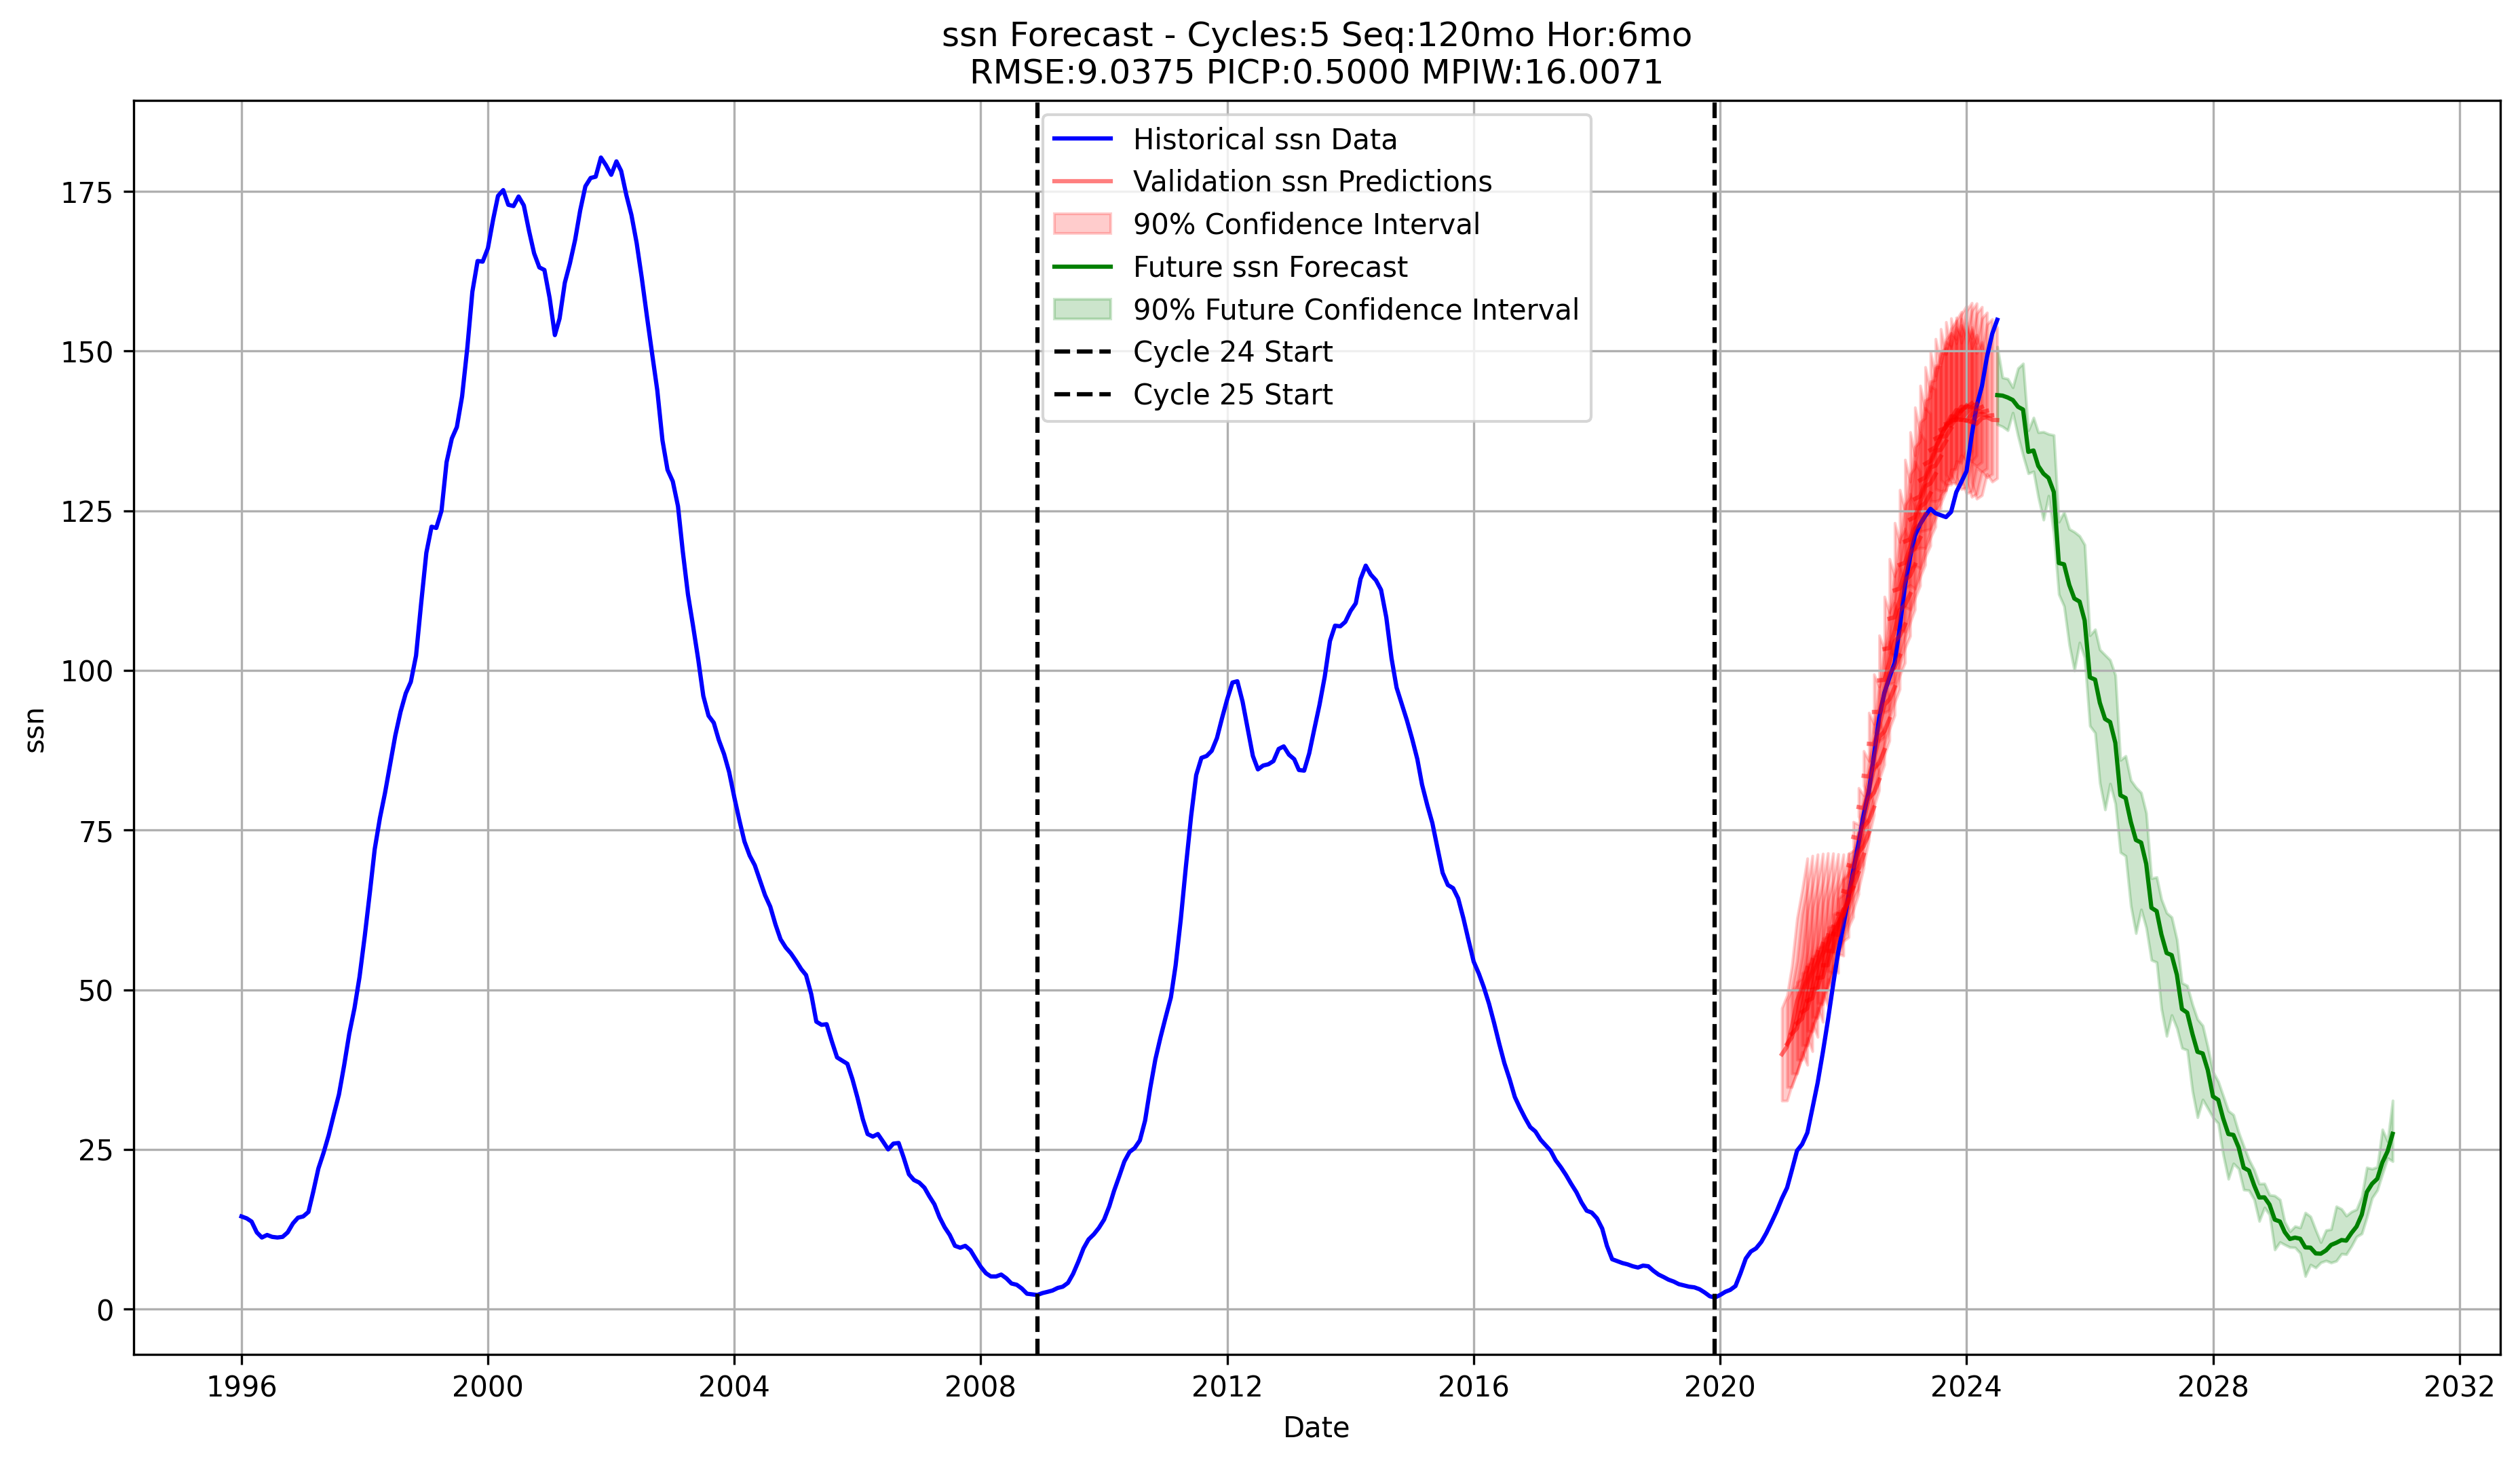 ssn Forecast - Cycles:5 Seq:120mo Hor:6mo
RMSE:9.0375 PICP:0.5000 MPIW:16.0071
Historical ssn Data
Validation ssn Predictions
90% Confidence Interval
Future ssn Forecast
90% Future Confidence Interval
Cycle 24 Start
Cycle 25 Start
175
150
125
100
75
50
25
0
ssn
1996 2000 2004 2008 2012 2016 2020 2024 2028 2032
Date